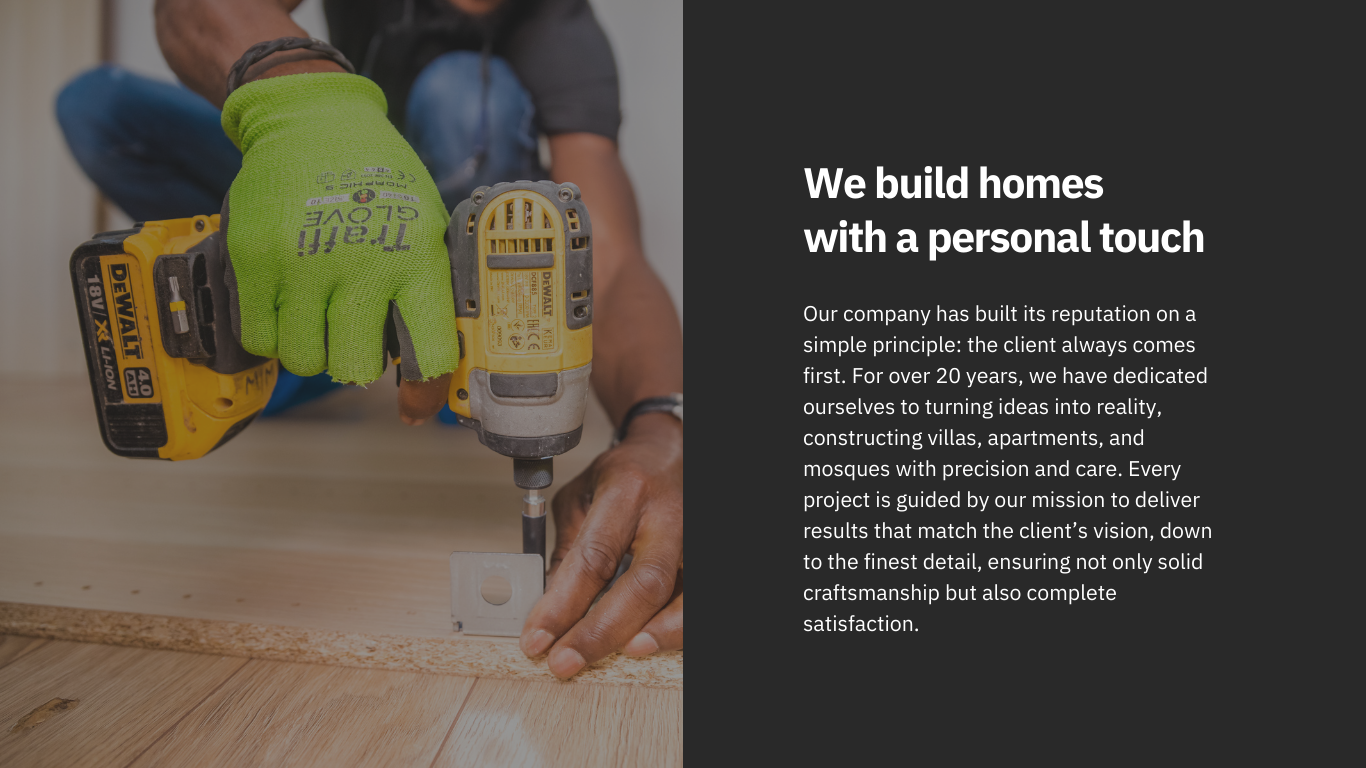 We build homes
with a personal touch
Our company has built its reputation on a
simple principle: the client always comes
first. For over 20 years, we have dedicated
ourselves to turning ideas into reality,
constructing villas, apartments, and
mosques with precision and care. Every
project is guided by our mission to deliver
results that match the client’s vision, down
to the finest detail, ensuring not only solid
craftsmanship but also complete
satisfaction.
Traffi
GLOVE
MORPHIC 5
DEWALT
18V/ XR LI-ION
4.0
AH
DEWALT